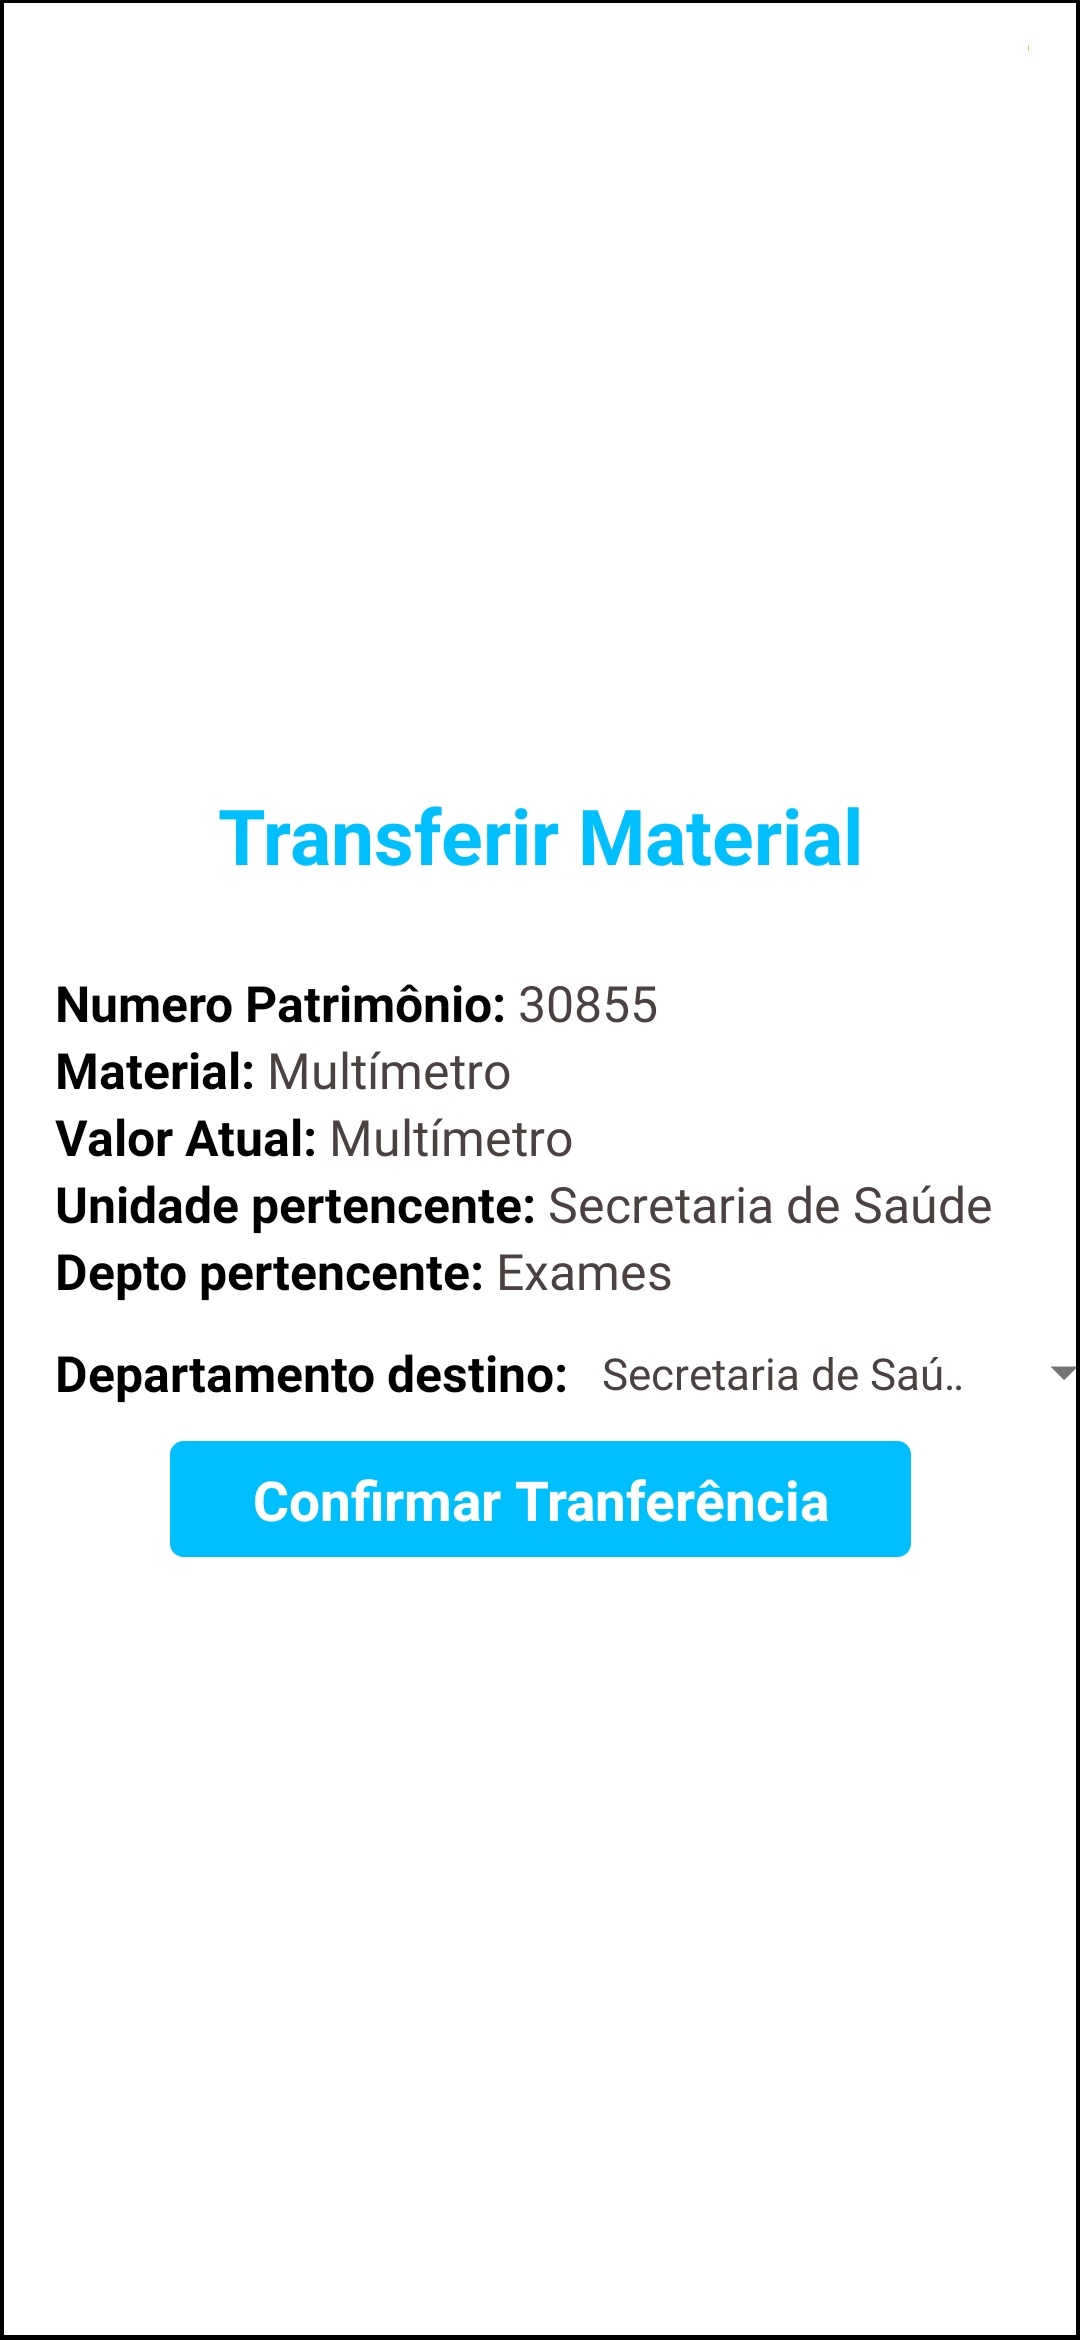 Transferir Material
Numero Patrimônio: 30855
Material: Multímetro
Valor Atual: Multímetro
Unidade pertencente: Secretaria de Saúde
Depto pertencente: Exames
Departamento destino: Secretaria de Saú..
Confirmar Tranferência